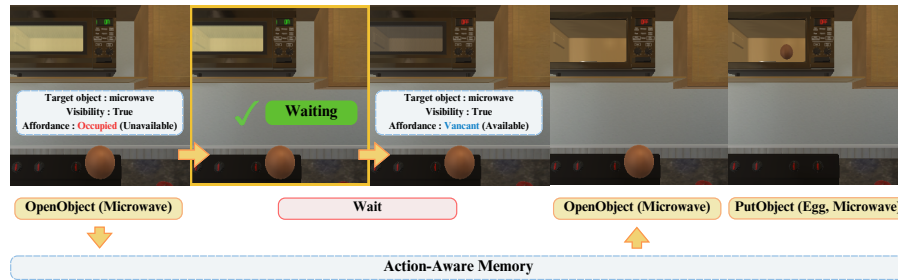 Target object : microwave
Visibility : True
Affordance : Occupied (Unavailable)
Waiting
Target object : microwave
Visibility : True
Affordance : Vancant (Available)
OpenObject (Microwave)
Wait
OpenObject (Microwave)
PutObject (Egg, Microwave)
Action-Aware Memory